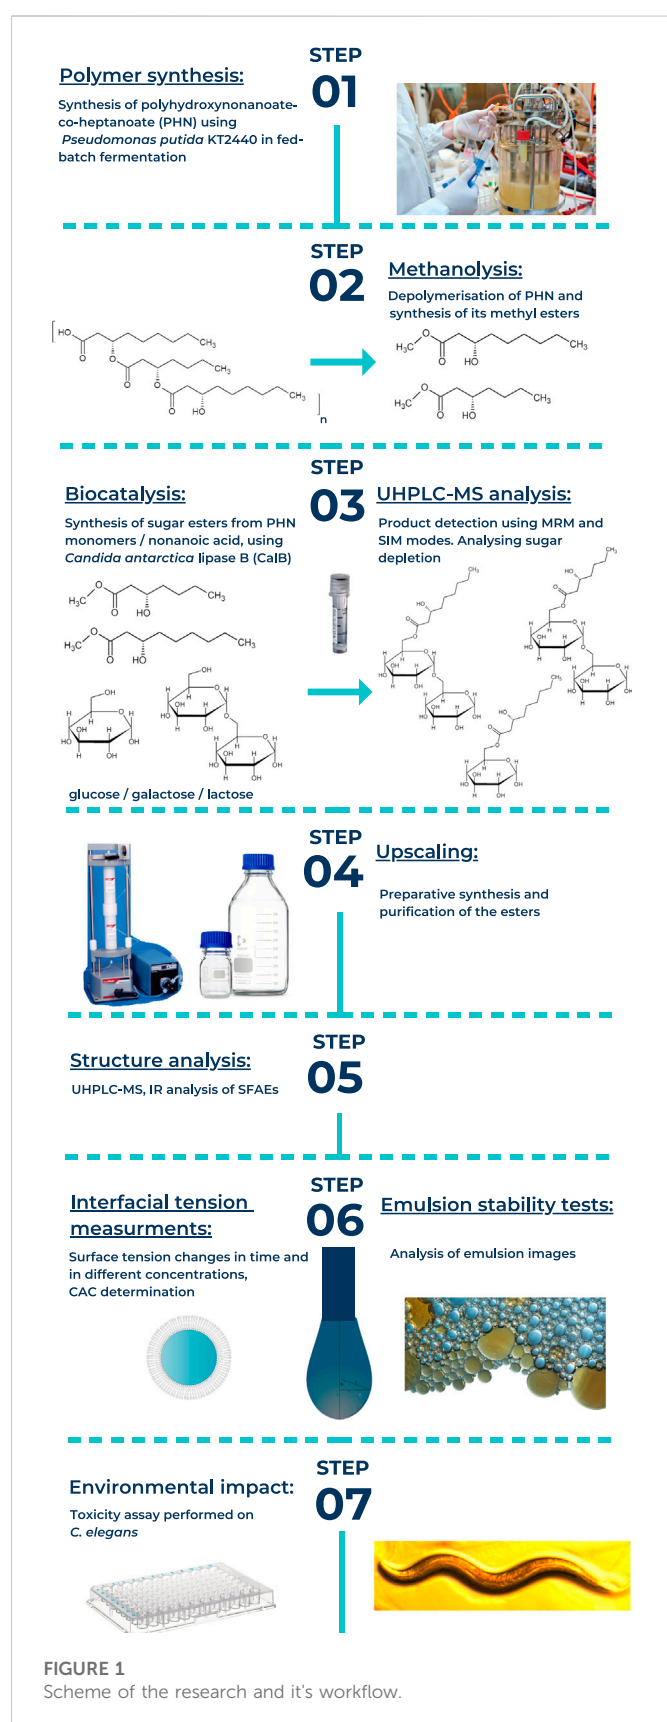 STEP
01
Polymer synthesis:
Synthesis of polyhydroxynonanoate-
co-heptanoate (PHN) using
Pseudomonas putida KT2440 in fed-
batch fermentation
STEP
02
Methanolysis:
Depolymerisation of PHN and
synthesis of its methyl esters
HO
O
CH₃
O
O
CH₃
O
O
HO
CH₃
n
H₃C
O
O
HO
CH₃
H₃C
O
O
HO
CH₃
STEP
03
Biocatalysis:
Synthesis of sugar esters from PHN
monomers / nonanoic acid, using
Candida antarctica lipase B (CalB)
UHPLC-MS analysis:
Product detection using MRM and
SIM modes. Analysing sugar
depletion
glucose / galactose / lactose
STEP
04
Upscaling:
Preparative synthesis and
purification of the esters
STEP
05
Structure analysis:
UHPLC-MS, IR analysis of SFAEs
STEP
06
Interfacial tension
measurments:
Surface tension changes in time and
in different concentrations,
CAC determination
Emulsion stability tests:
Analysis of emulsion images
STEP
07
Environmental impact:
Toxicity assay performed on
C. elegans
FIGURE 1
Scheme of the research and it's workflow.